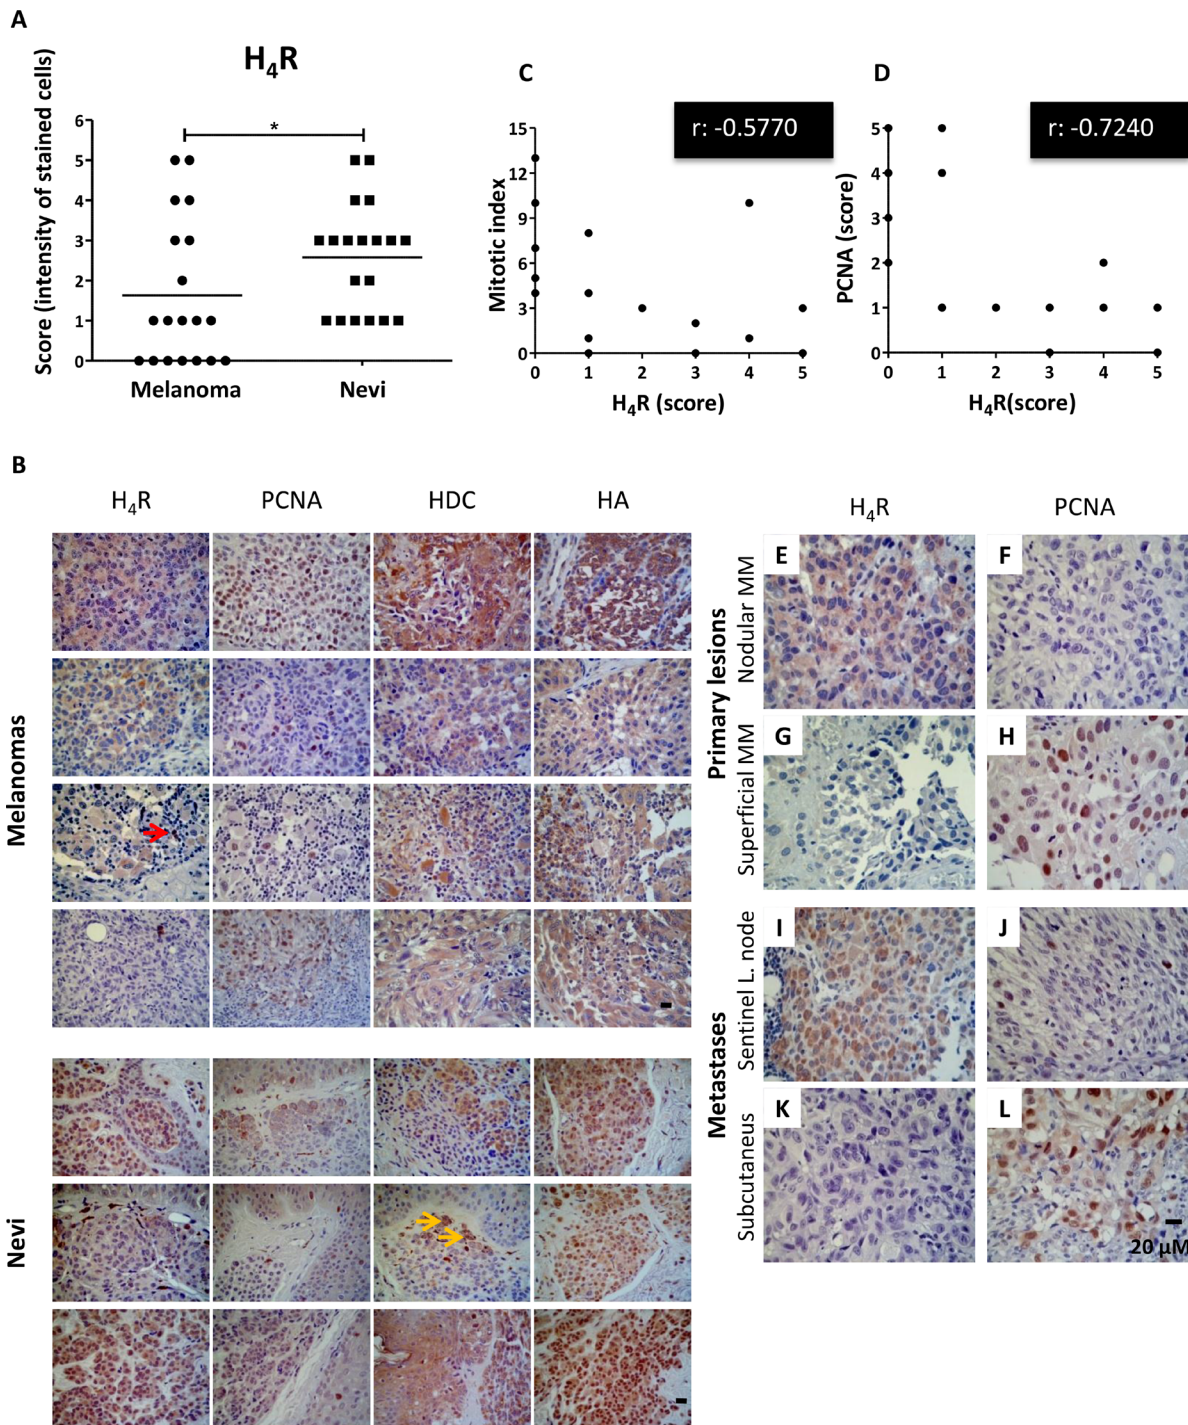 A
H4R
Score (intensity of stained cells)
6
5
4
3
2
1
0
*
Melanoma
Nevi
C
r: -0.5770
Mitotic index
15
12
9
6
3
0
0 1 2 3 4 5
H4R (score)
D
r: -0.7240
PCNA (score)
5
4
3
2
1
0
0 1 2 3 4 5
H4R(score)
B
H4R PCNA HDC HA
Melanomas
Nevi
H4R PCNA
Primary lesions
Nodular MM
E F
Superficial MM
G H
Metastases
Sentinel L. node
I J
Subcutaneus
K L
20 µM